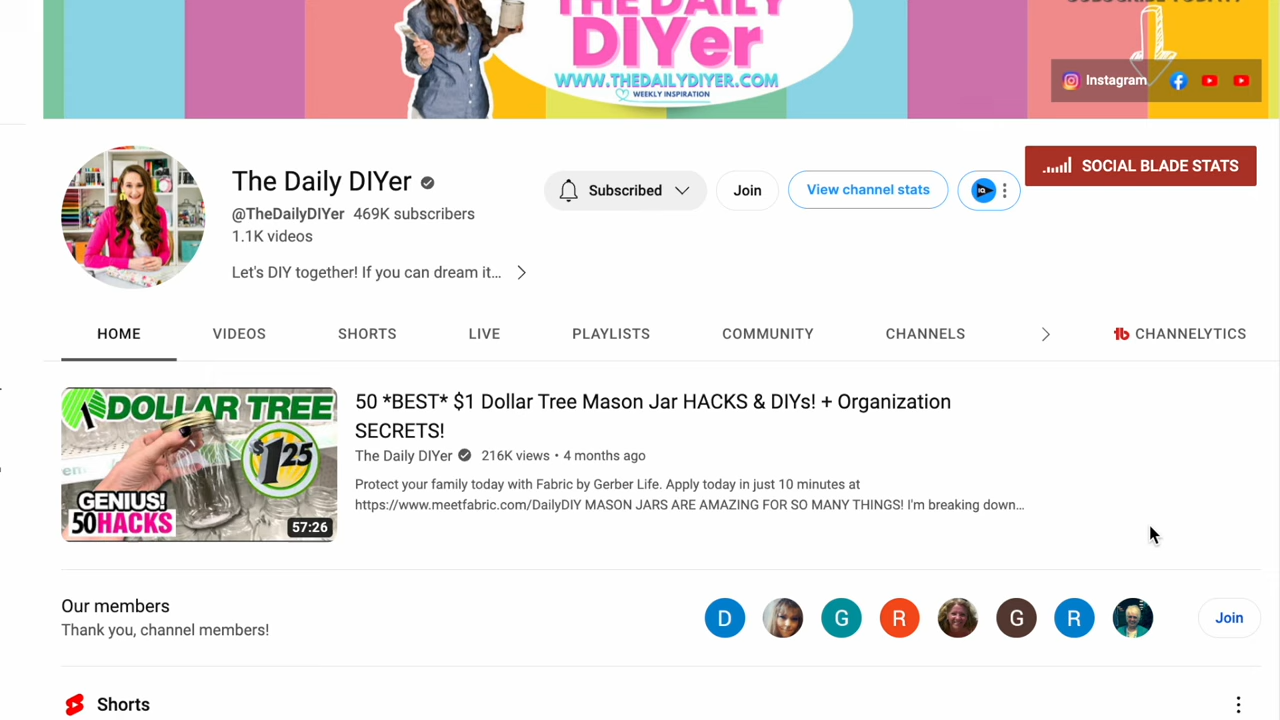 THE DAILY
DIYer
WWW.THEDAILYDIYER.COM
WEEKLY INSPIRATION
SUBSCRIBE TODAY!
Instagram
The Daily DIYer
@TheDailyDIYer 469K subscribers
1.1K videos
Let's DIY together! If you can dream it…
Subscribed
Join
View channel stats
IQ
SOCIAL BLADE STATS
HOME VIDEOS SHORTS LIVE PLAYLISTS COMMUNITY CHANNELS tb CHANNELYTICS
DOLLAR TREE
$1.25
GENIUS!
50HACKS
57:26
50 *BEST* $1 Dollar Tree Mason Jar HACKS & DIYs! + Organization
SECRETS!
The Daily DIYer 216K views • 4 months ago
Protect your family today with Fabric by Gerber Life. Apply today in just 10 minutes at
https://www.meetfabric.com/DailyDIY MASON JARS ARE AMAZING FOR SO MANY THINGS! I'm breaking down…
Our members
Thank you, channel members!
D G R G R
Join
Shorts